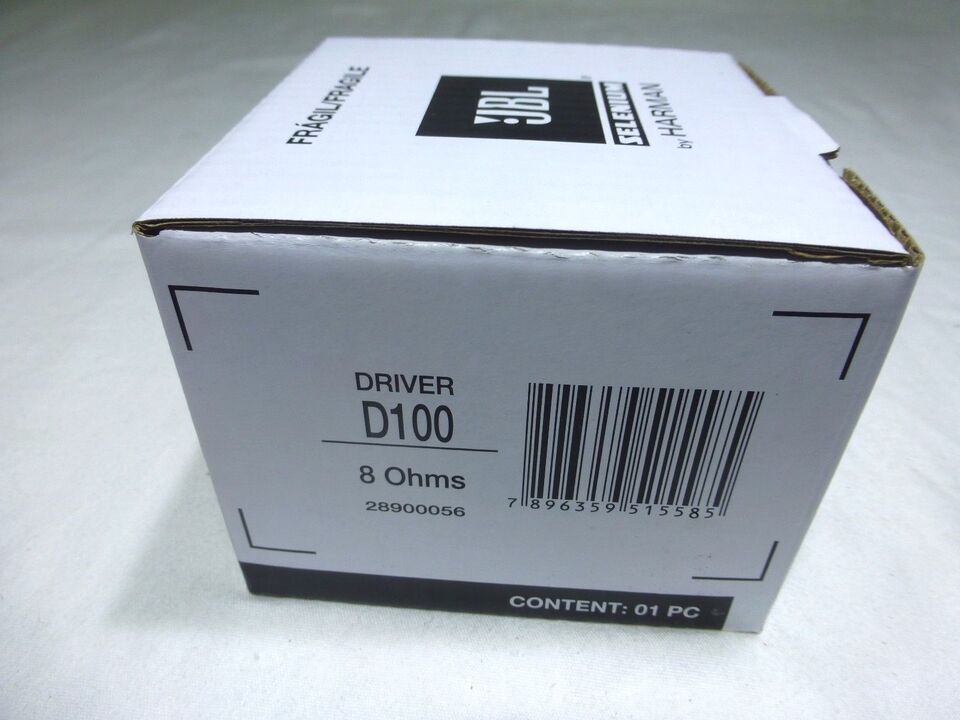 FRÁGIL/FRAGILE
JBL
SELENIUM
by HARMAN
DRIVER
D100
8 Ohms
28900056
7 896359 515585
CONTENT: 01 PC